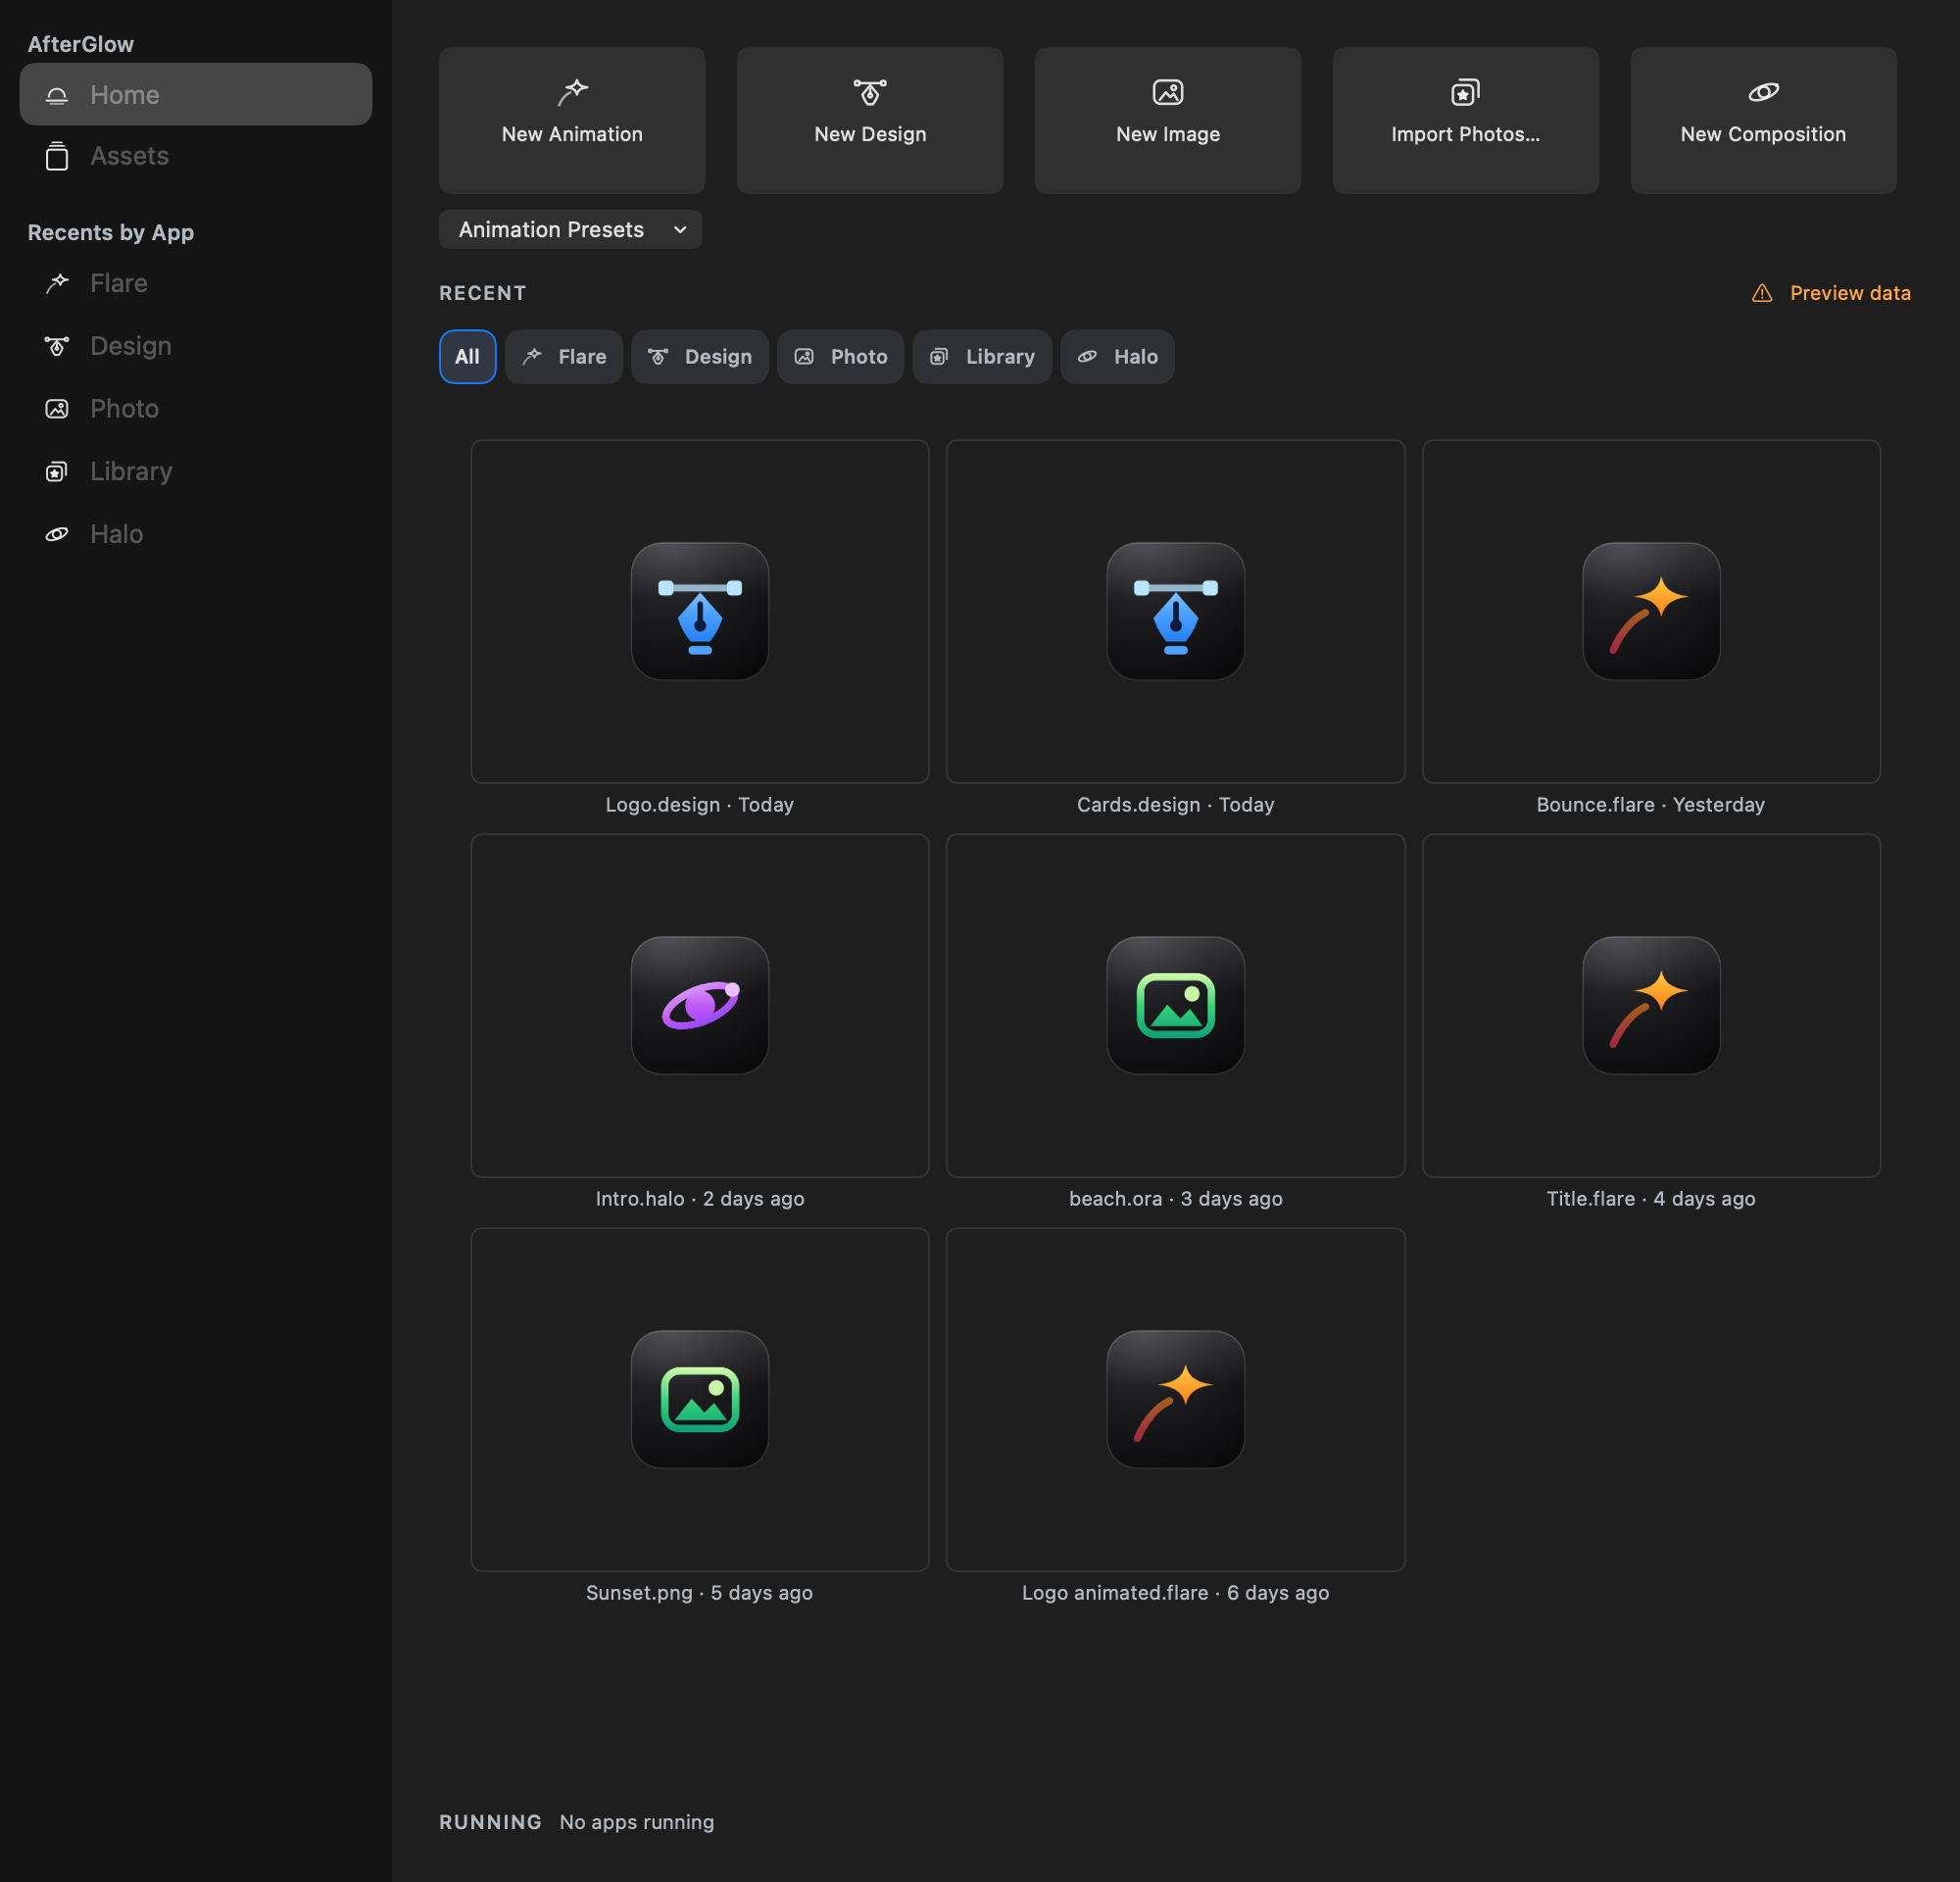 AfterGlow
Home
Assets
Recents by App
Flare
Design
Photo
Library
Halo
New Animation
New Design
New Image
Import Photos...
New Composition
Animation Presets
RECENT
Preview data
All
Flare
Design
Photo
Library
Halo
Logo.design · Today
Cards.design · Today
Bounce.flare · Yesterday
Intro.halo · 2 days ago
beach.ora · 3 days ago
Title.flare · 4 days ago
Sunset.png · 5 days ago
Logo animated.flare · 6 days ago
RUNNING No apps running